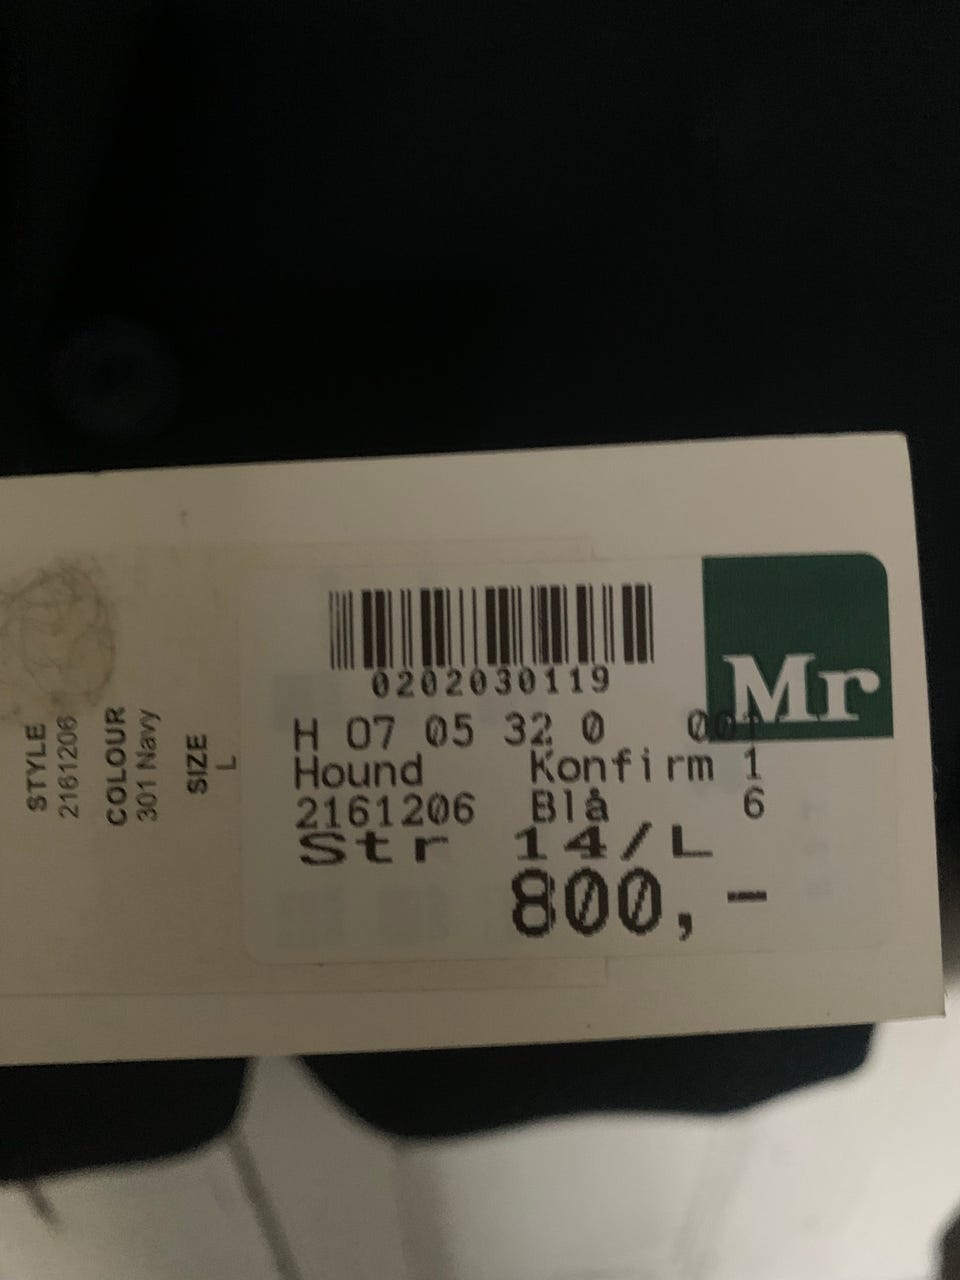 STYLE
2161206
COLOUR
301 Navy
SIZE
L
0202030119
Mr
H 07 05 32 0 001
Hound Konfirm 1
2161206 Blå 6
Str 14/L
800,-